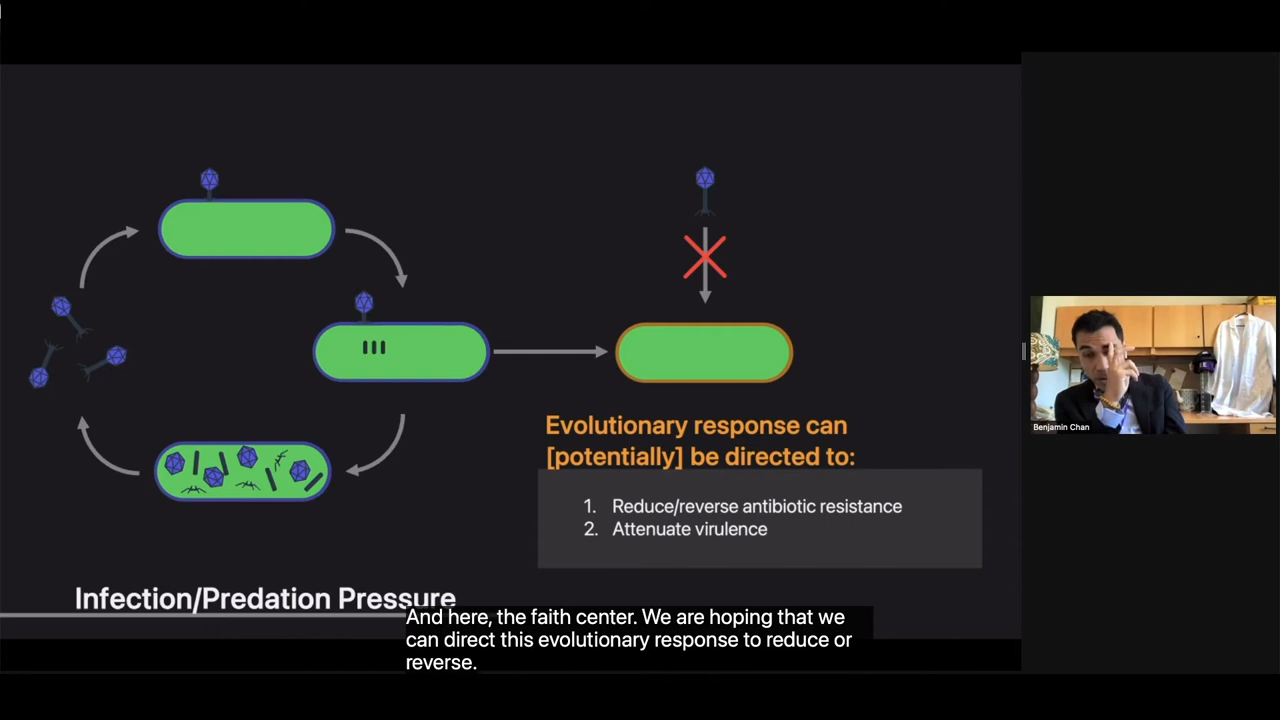 Evolutionary response can
[potentially] be directed to:
1. Reduce/reverse antibiotic resistance
2. Attenuate virulence
Infection/Predation Pressure
And here, the faith center. We are hoping that we
can direct this evolutionary response to reduce or
reverse.
Benjamin Chan